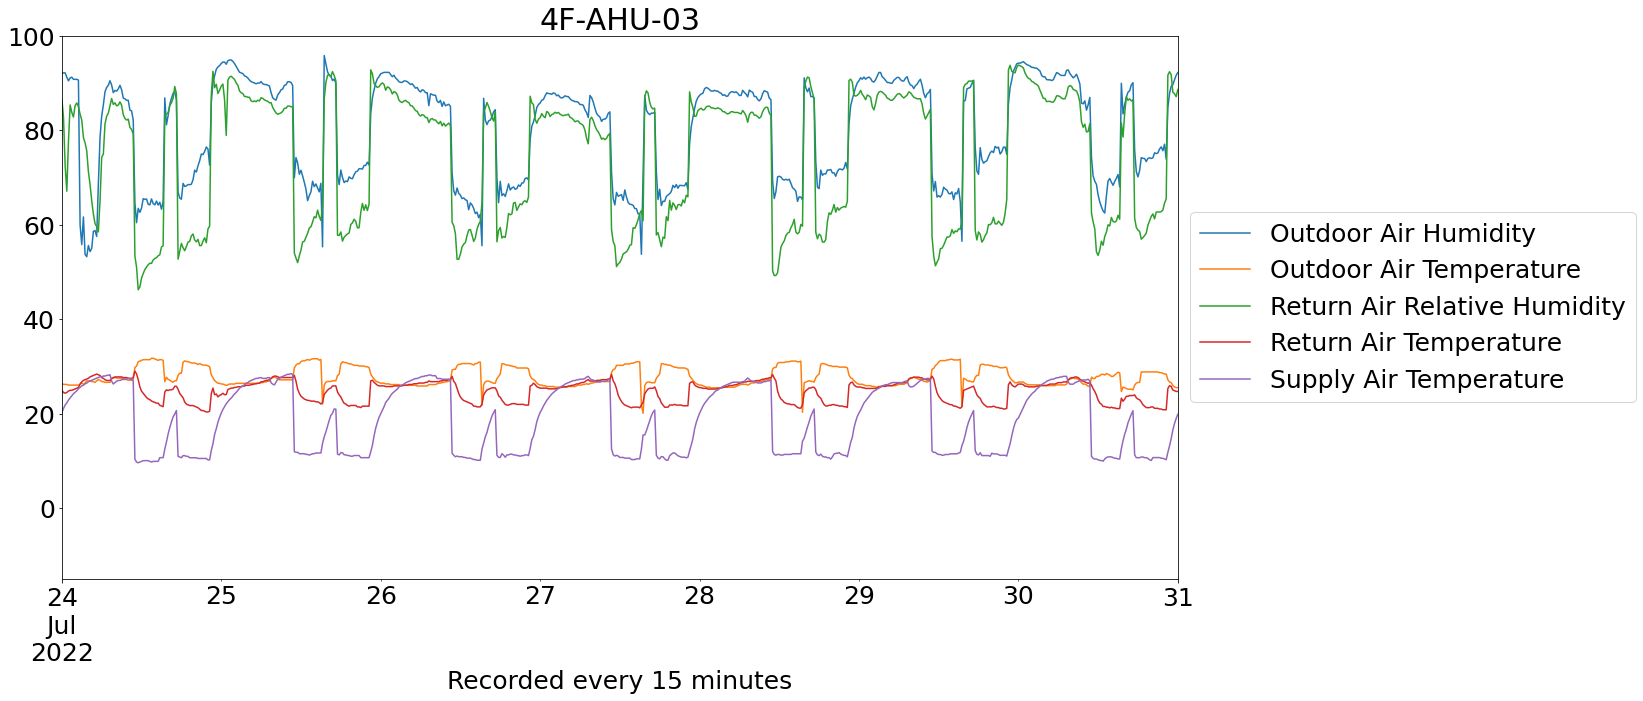 4F-AHU-03
100
80
60
40
20
0
24 25 26 27 28 29 30 31
Jul
2022
Recorded every 15 minutes
Outdoor Air Humidity
Outdoor Air Temperature
Return Air Relative Humidity
Return Air Temperature
Supply Air Temperature